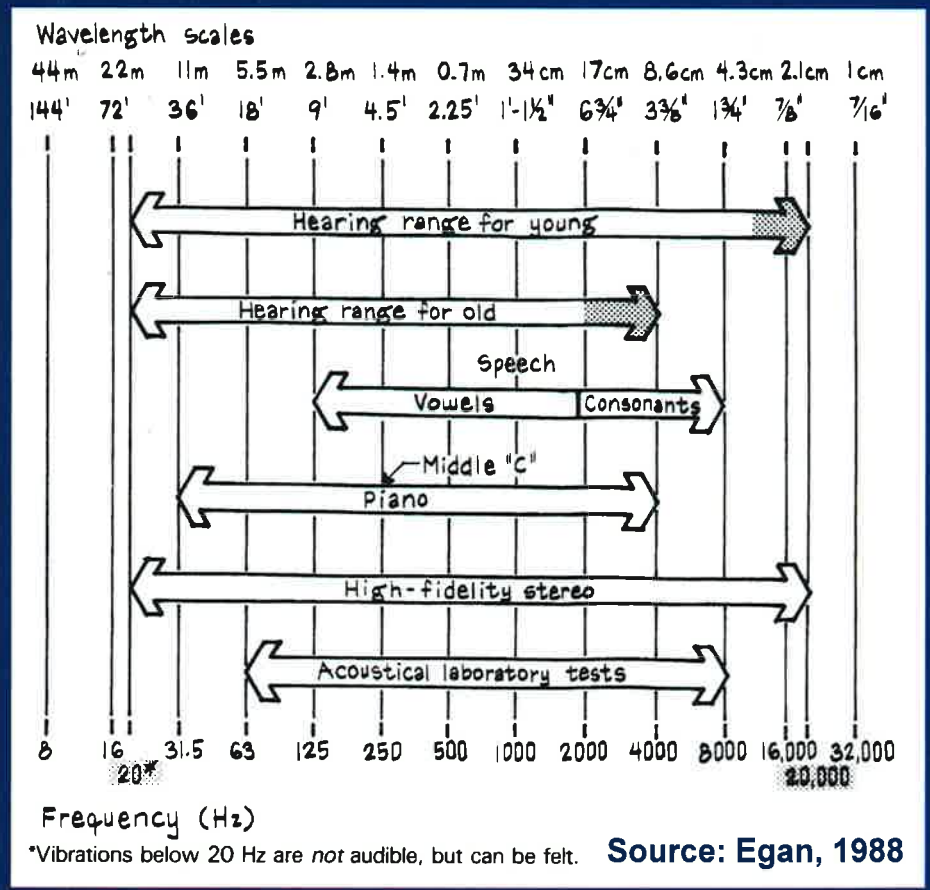 Wavelength scales
44m 22m 11m 5.5m 2.8m 1.4m 0.7m 34cm 17cm 8.6cm 4.3cm 2.1cm 1cm
144' 72' 36' 18' 9' 4.5' 2.25' 1'-1½" 6¾" 3⅜" 1¾" ⅞" 7/16"
Hearing range for young
Hearing range for old
Speech
Vowels Consonants
Middle "C"
Piano
High-fidelity stereo
Acoustical laboratory tests
8 16 31.5 63 125 250 500 1000 2000 4000 8000 16,000 32,000
20* 20,000
Frequency (Hz)
*Vibrations below 20 Hz are not audible, but can be felt. Source: Egan, 1988